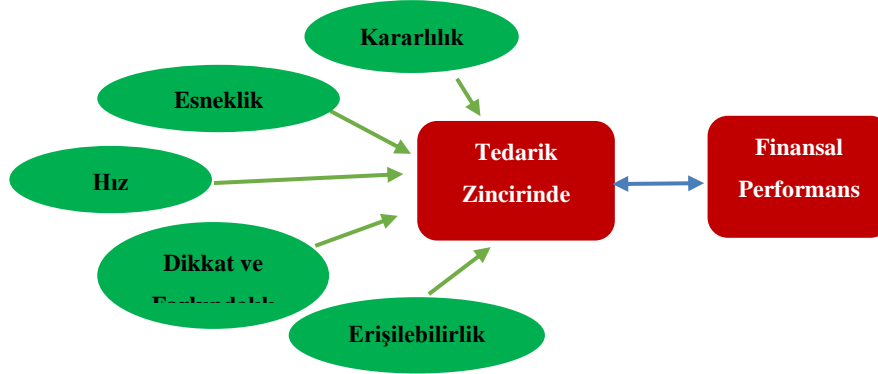 Kararlılık
Esneklik
Hız
Dikkat ve
Erişilebilirlik
Tedarik
Zincirinde
Finansal
Performans